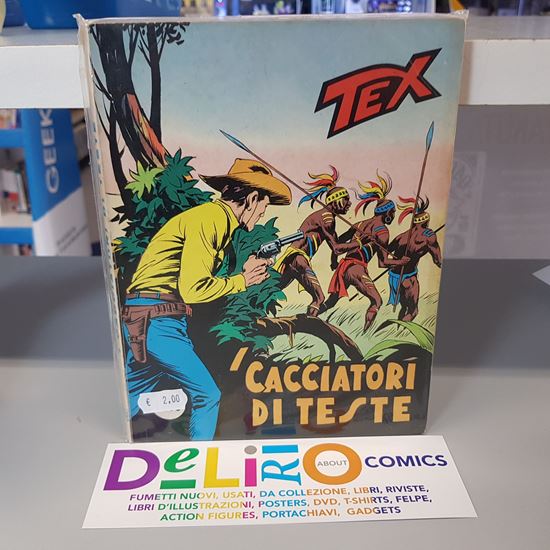 GEEK
TEX
'CACCIATORI
DI TESTE
€ 2,00
DeLiRiO ABOUT COMICS
FUMETTI NUOVI, USATI, DA COLLEZIONE, LIBRI, RIVISTE,
LIBRI D'ILLUSTRAZIONI, POSTERS, DVD, T-SHIRTS, FELPE,
ACTION FIGURES, PORTACHIAVI, GADGETS